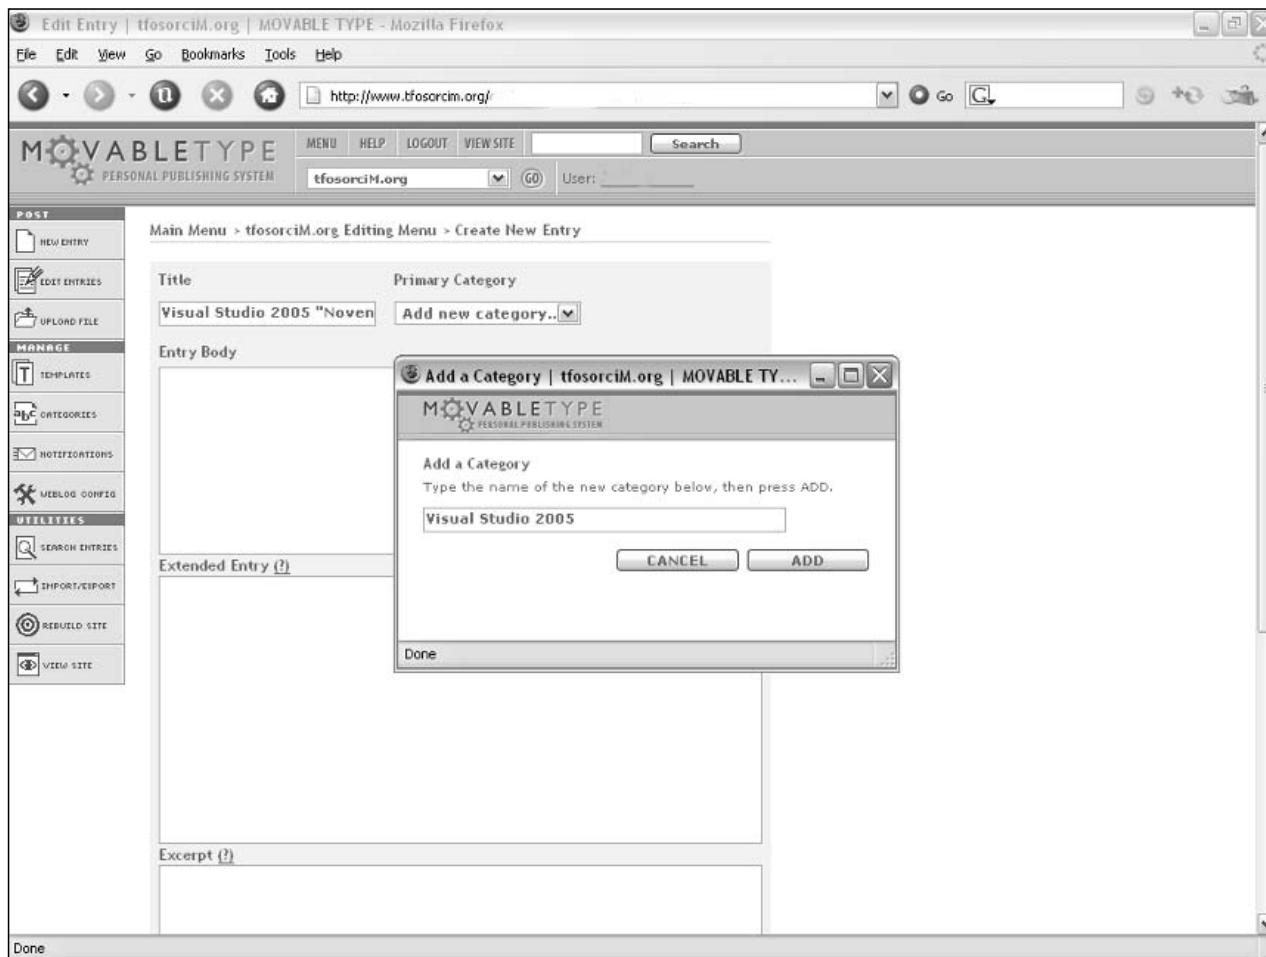 Edit Entry | tfosorciM.org | MOVABLE TYPE - Mozilla Firefox
File Edit View Go Bookmarks Tools Help
http://www.tfosorcim.org/ Go G
MOVABLETYPE
PERSONAL PUBLISHING SYSTEM
MENU HELP LOGOUT VIEW SITE Search
tfosorciM.org GO User:
POST
NEW ENTRY
EDIT ENTRIES
UPLOAD FILE
MANAGE
T TEMPLATES
abc CATEGORIES
NOTIFICATIONS
WEBLOG CONFIG
UTILITIES
SEARCH ENTRIES
IMPORT/EXPORT
REBUILD SITE
VIEW SITE
Main Menu > tfosorciM.org Editing Menu > Create New Entry
Title Primary Category
Visual Studio 2005 "Noven Add new category..
Entry Body
Extended Entry (?)
Excerpt (?)
Add a Category | tfosorciM.org | MOVABLE TY...
MOVABLETYPE
PERSONAL PUBLISHING SYSTEM
Add a Category
Type the name of the new category below, then press ADD.
Visual Studio 2005
CANCEL ADD
Done
Done